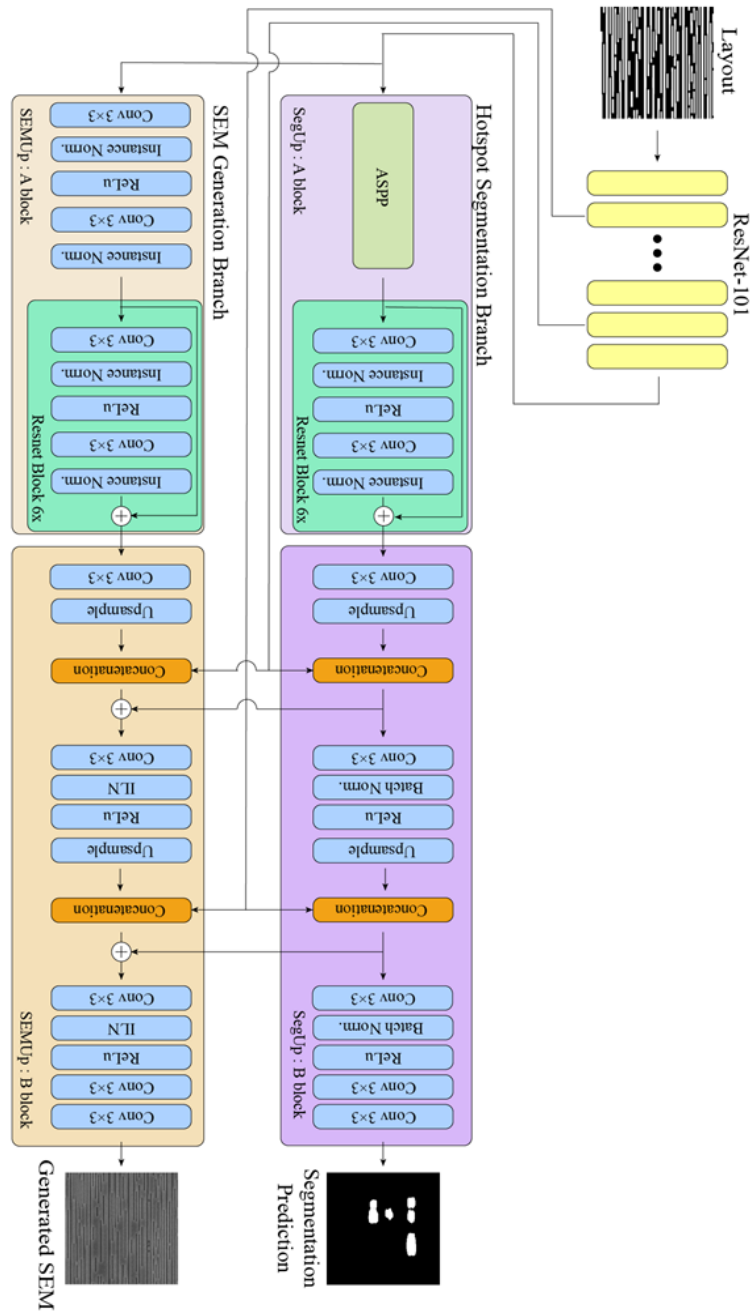 Layout
ResNet-101
Hotspot Segmentation Branch
ASPP
Conv 3×3
Instance Norm.
ReLu
Conv 3×3
Instance Norm.
Conv 3×3
Upsample
Concatenation
Conv 3×3
Batch Norm.
ReLu
Upsample
Concatenation
Conv 3×3
Batch Norm.
ReLu
Conv 3×3
Conv 3×3
SegUp : A block
Resnet Block 6x
SegUp : B block
Segmentation
Prediction
SEM Generation Branch
Conv 3×3
Instance Norm.
ReLu
Conv 3×3
Instance Norm.
Conv 3×3
Instance Norm.
ReLu
Conv 3×3
Instance Norm.
Conv 3×3
Upsample
Concatenation
Conv 3×3
ILN
ReLu
Upsample
Concatenation
Conv 3×3
ILN
ReLu
Conv 3×3
Conv 3×3
SEMUp : A block
Resnet Block 6x
SEMUp : B block
Generated SEM